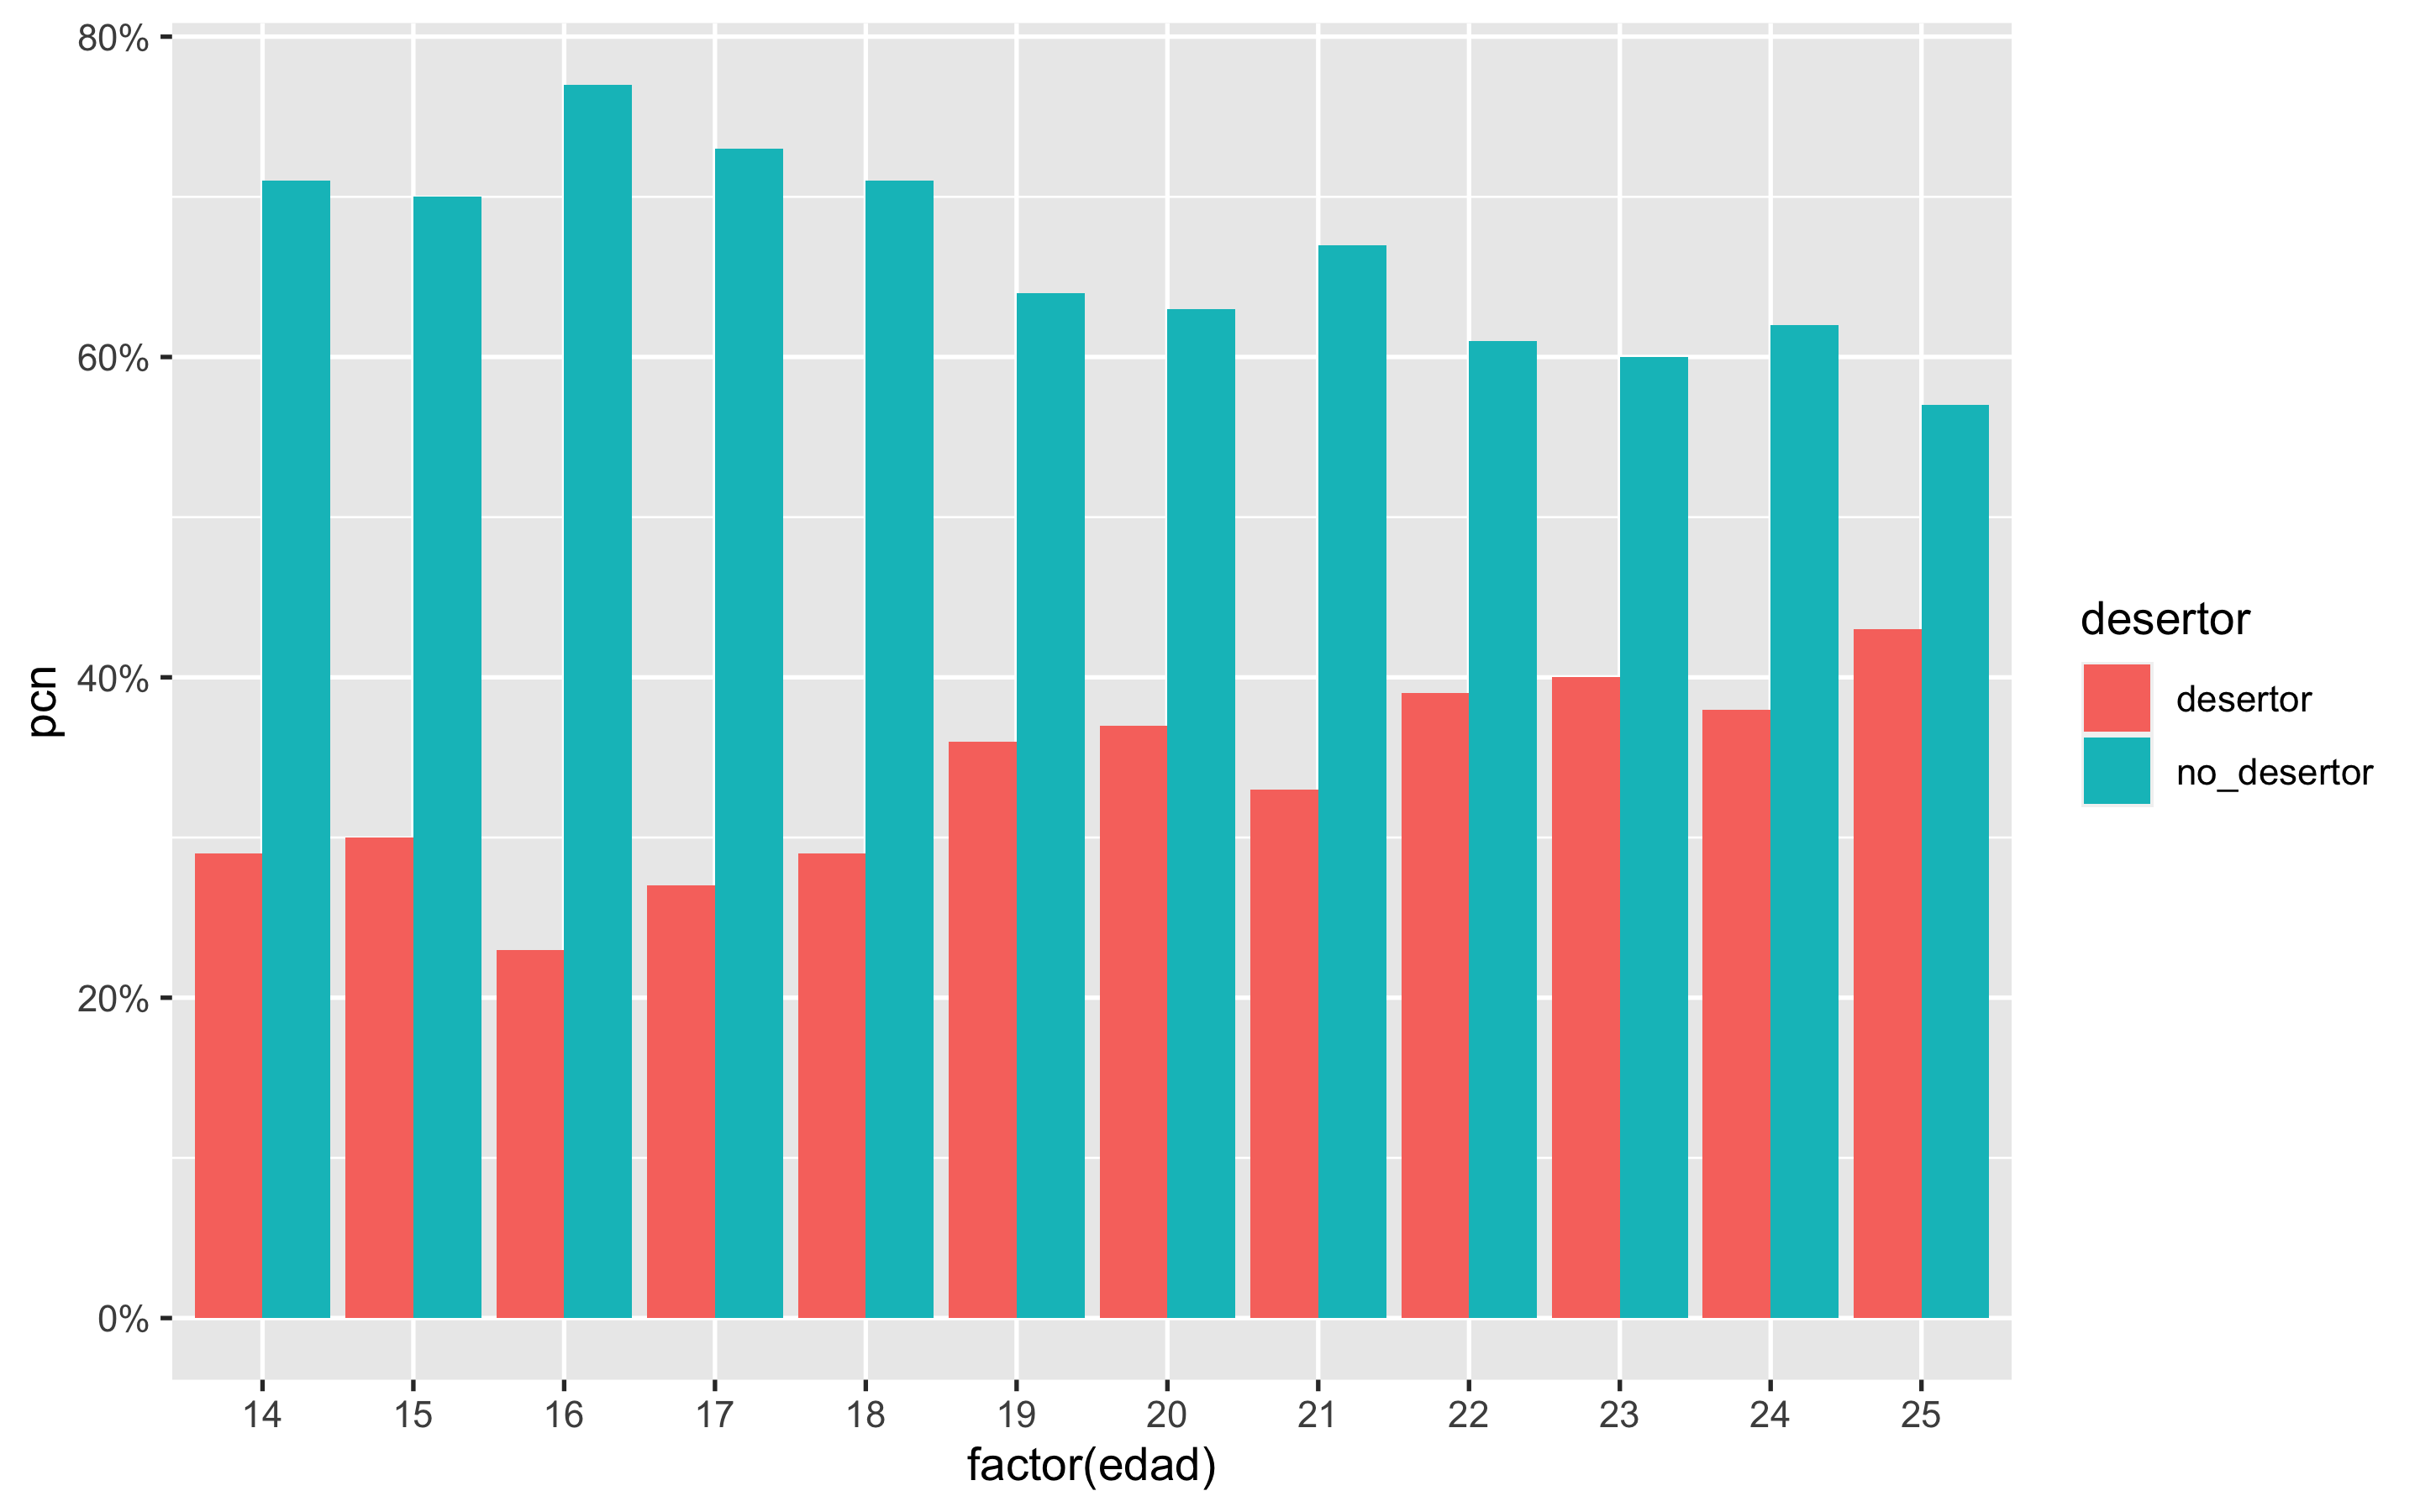 80%
60%
40%
20%
0%
pcn
14 15 16 17 18 19 20 21 22 23 24 25
factor(edad)
desertor
desertor
no_desertor